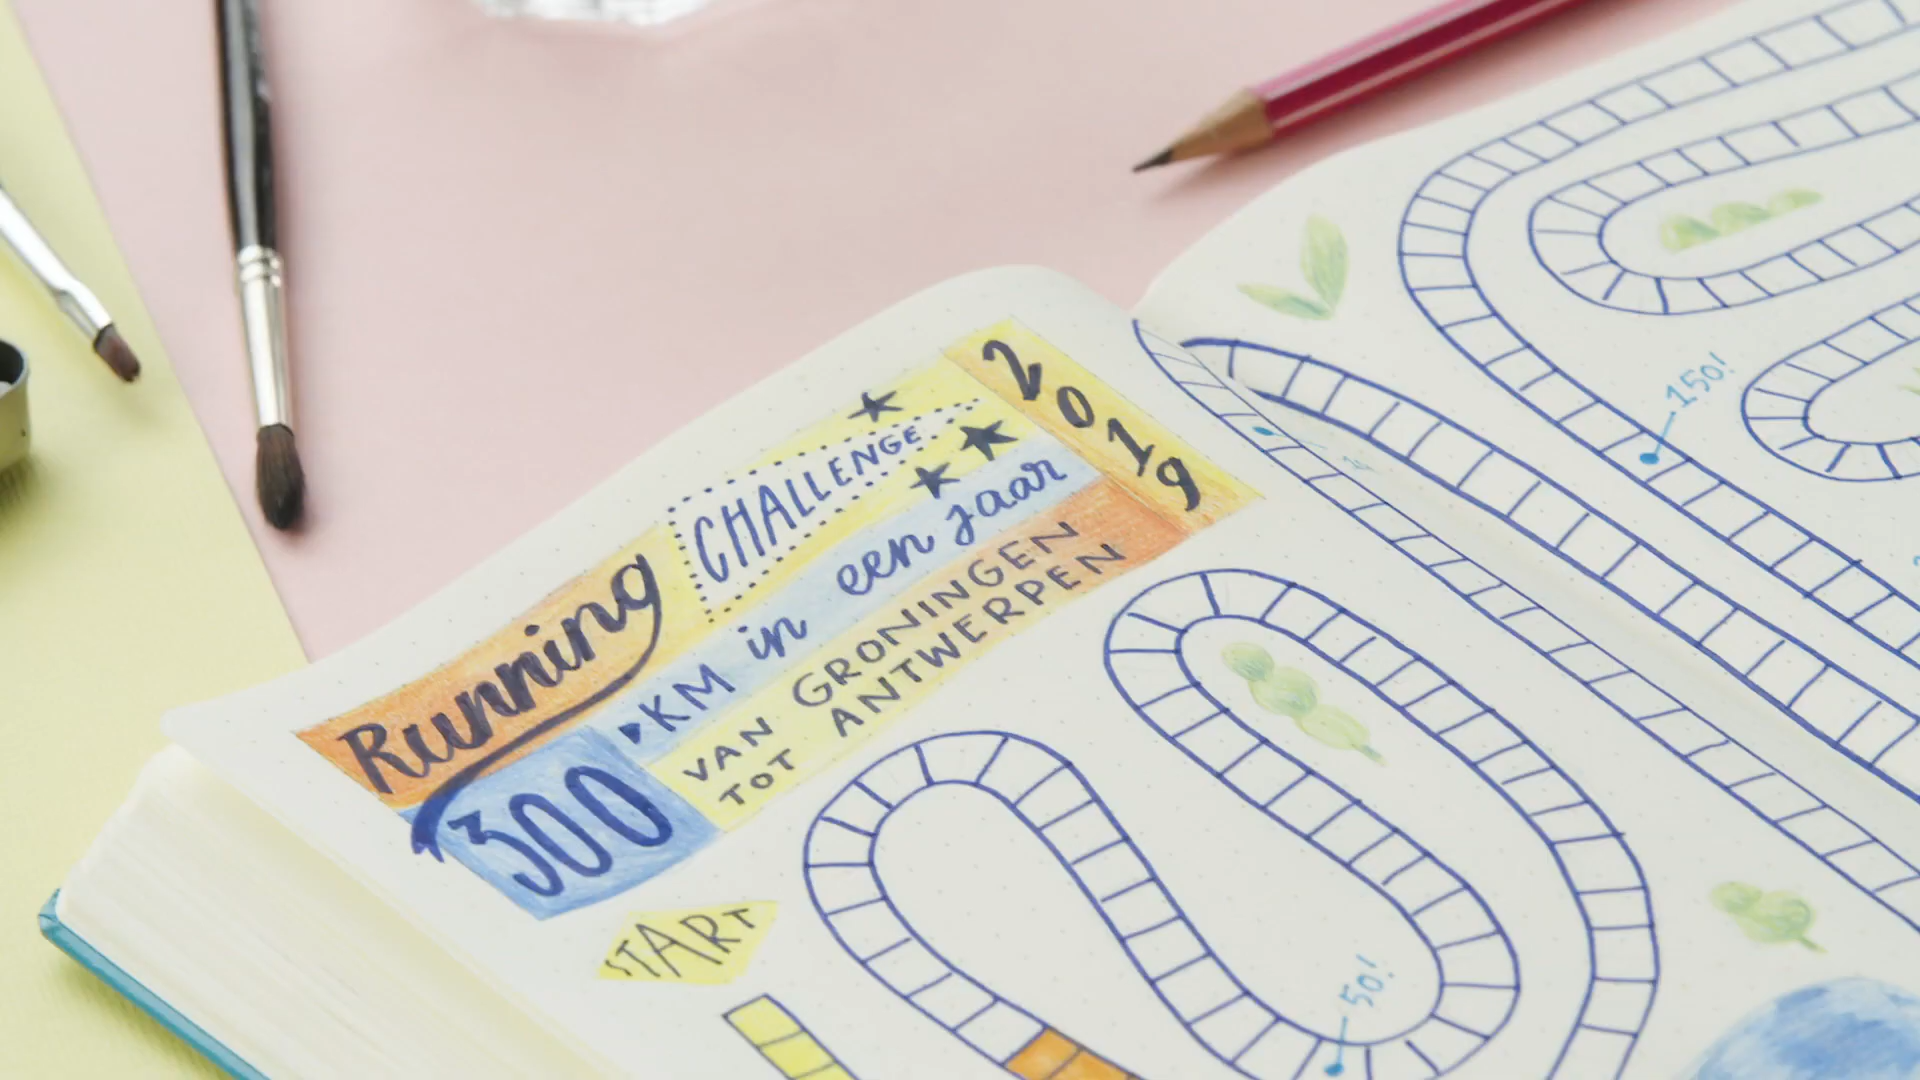 Running CHALLENGE 2019
300 KM in een jaar
VAN GRONINGEN
TOT ANTWERPEN
START
50!
150!